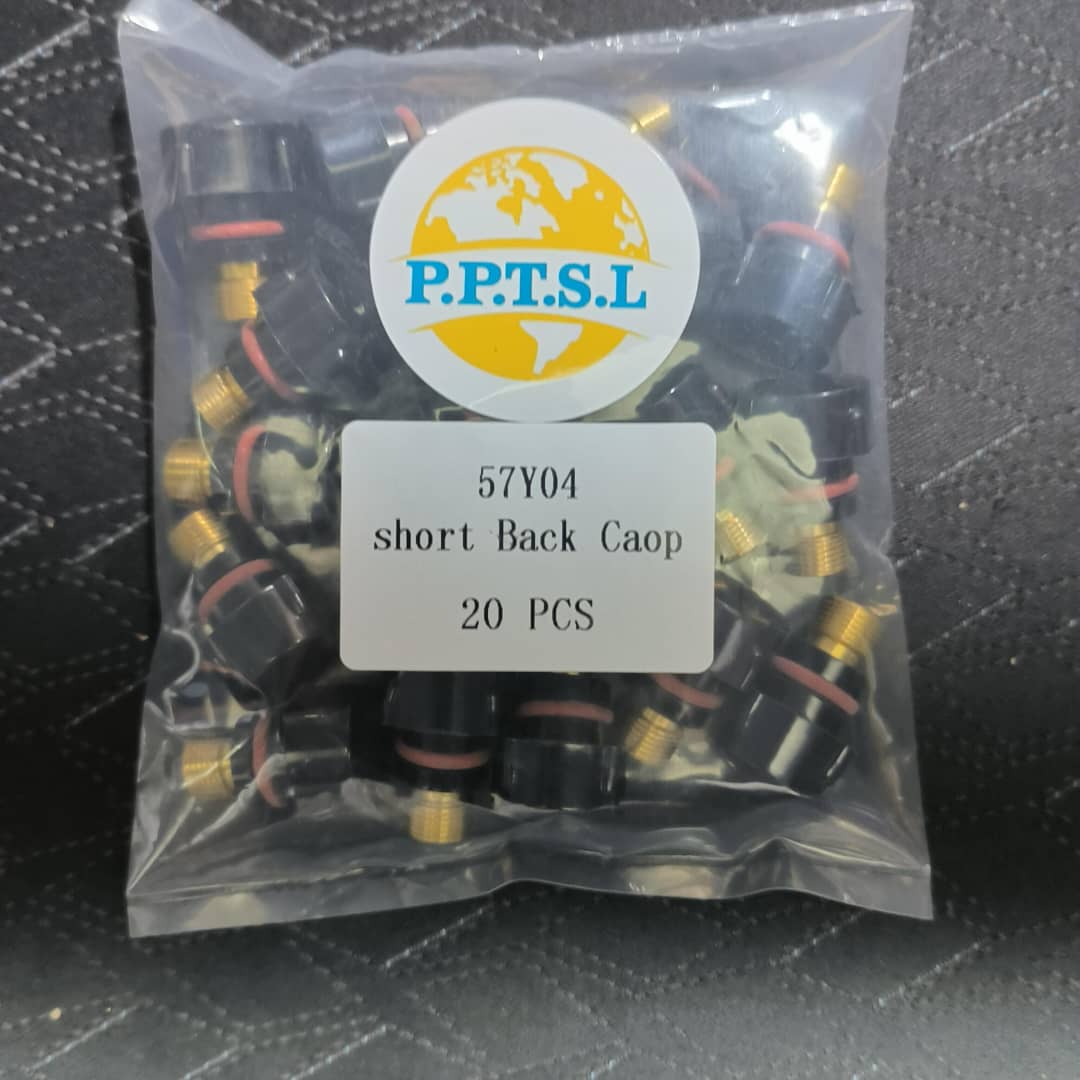 P.P.T.S.L
57Y04
short Back Caop
20 PCS